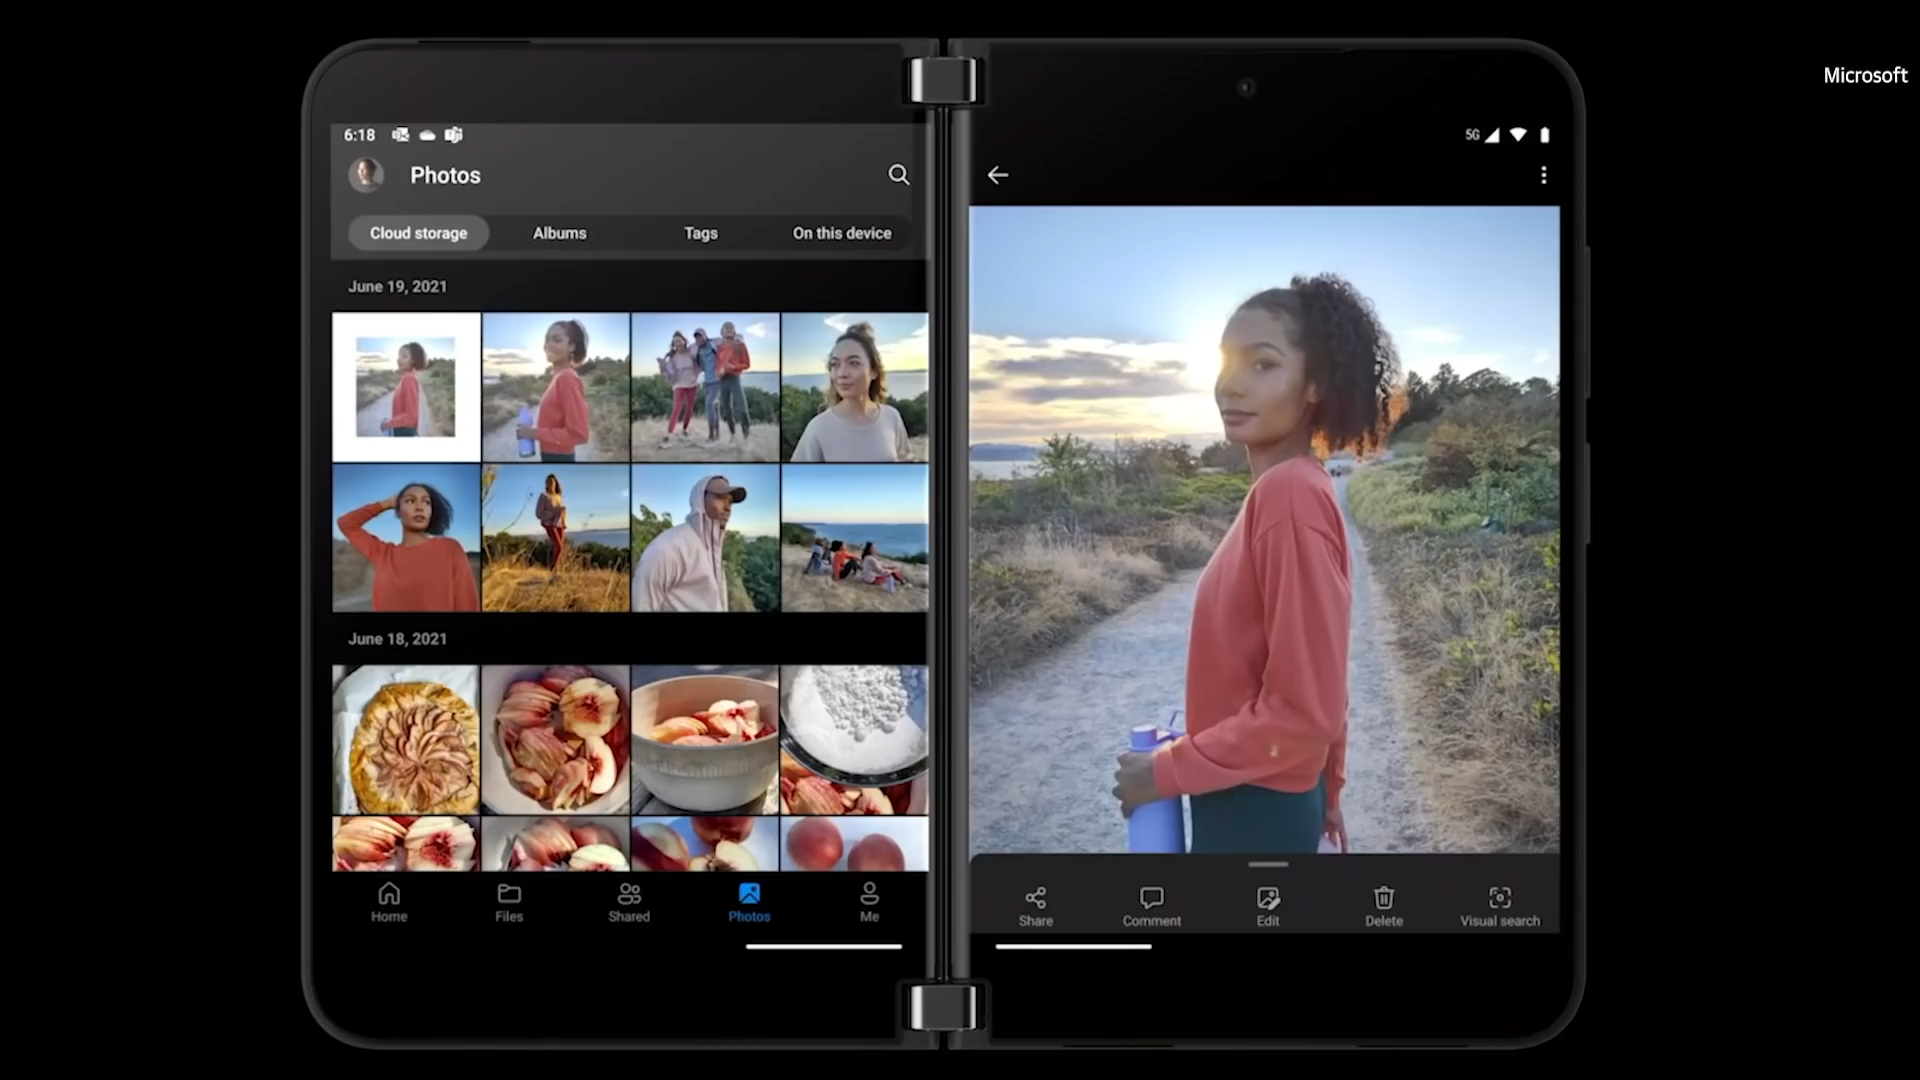 Microsoft
6:18
5G
Photos
Cloud storage
Albums
Tags
On this device
June 19, 2021
June 18, 2021
Home
Files
Shared
Photos
Me
Share
Comment
Edit
Delete
Visual search